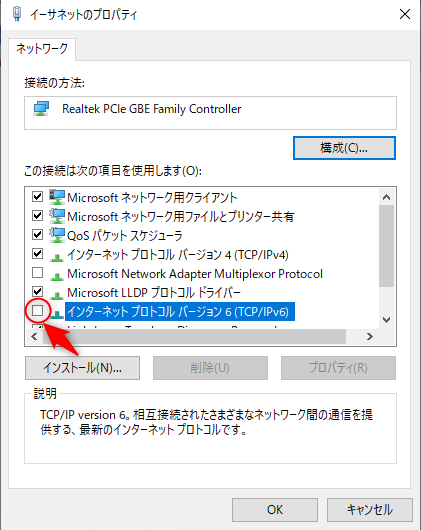 イーサネットのプロパティ
ネットワーク
接続の方法:
Realtek PCIe GBE Family Controller
構成(C)...
この接続は次の項目を使用します(O):
Microsoft ネットワーク用クライアント
Microsoft ネットワーク用ファイルとプリンター共有
QoS パケット スケジューラ
インターネット プロトコル バージョン 4 (TCP/IPv4)
Microsoft Network Adapter Multiplexor Protocol
Microsoft LLDP プロトコル ドライバー
インターネット プロトコル バージョン 6 (TCP/IPv6)
インストール(N)...
削除(U)
プロパティ(R)
説明
TCP/IP version 6。相互接続されたさまざまなネットワーク間の通信を提
供する、最新のインターネット プロトコルです。
OK
キャンセル